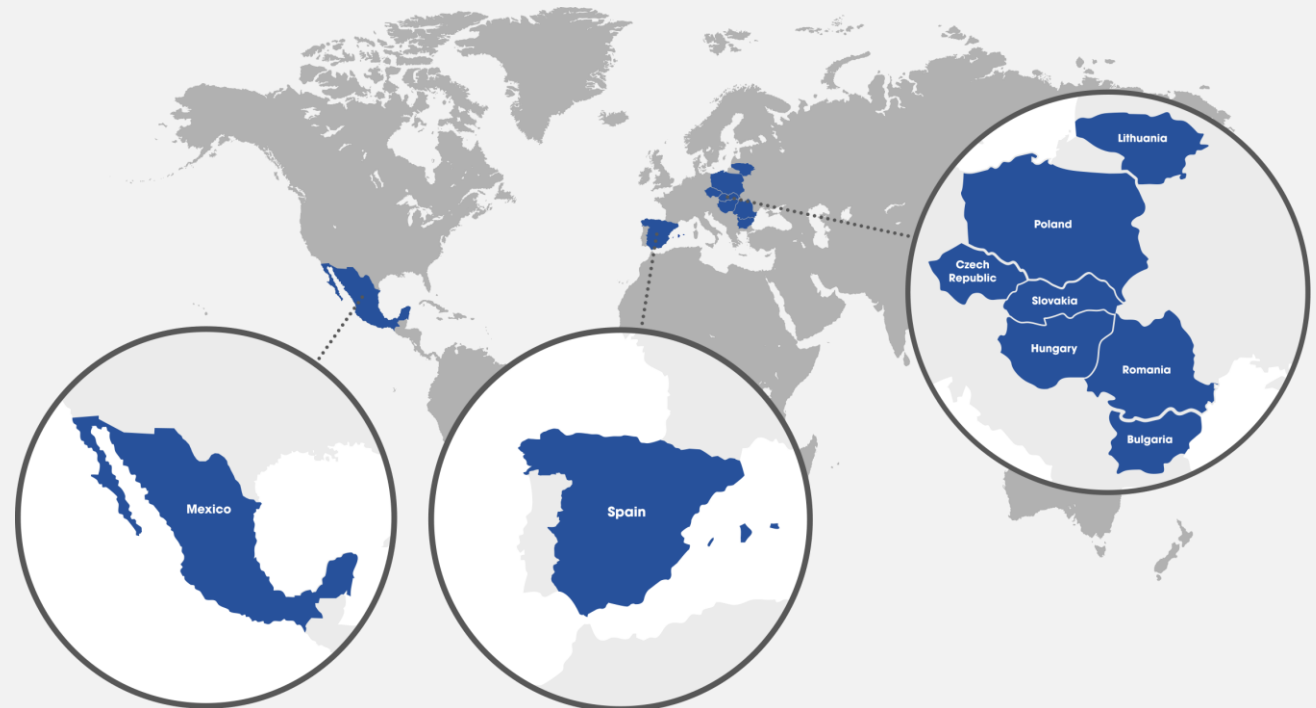 Lithuania
Poland
Czech
Republic
Slovakia
Hungary
Romania
Bulgaria
Mexico
Spain